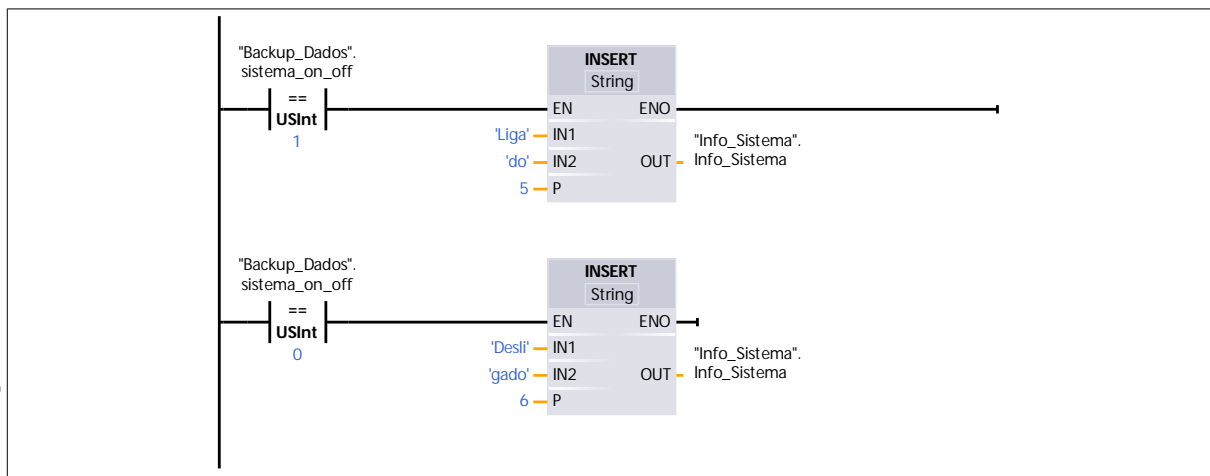 "Backup_Dados".
sistema_on_off
==
USInt
1
INSERT
String
EN ENO
'Liga' IN1
'do' IN2 OUT
5 P
"Info_Sistema".
Info_Sistema
"Backup_Dados".
sistema_on_off
==
USInt
0
INSERT
String
EN ENO
'Desli' IN1
'gado' IN2 OUT
6 P
"Info_Sistema".
Info_Sistema